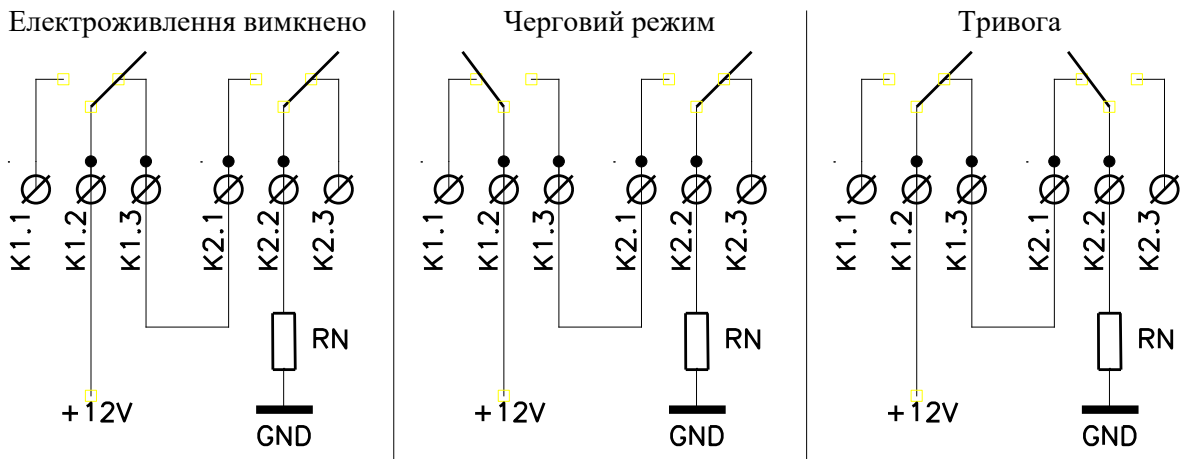 Електроживлення вимкнено
Черговий режим
Тривога
K1.1 K1.2 K1.3 K2.1 K2.2 K2.3
K1.1 K1.2 K1.3 K2.1 K2.2 K2.3
K1.1 K1.2 K1.3 K2.1 K2.2 K2.3
RN
RN
RN
+12V
+12V
+12V
GND
GND
GND